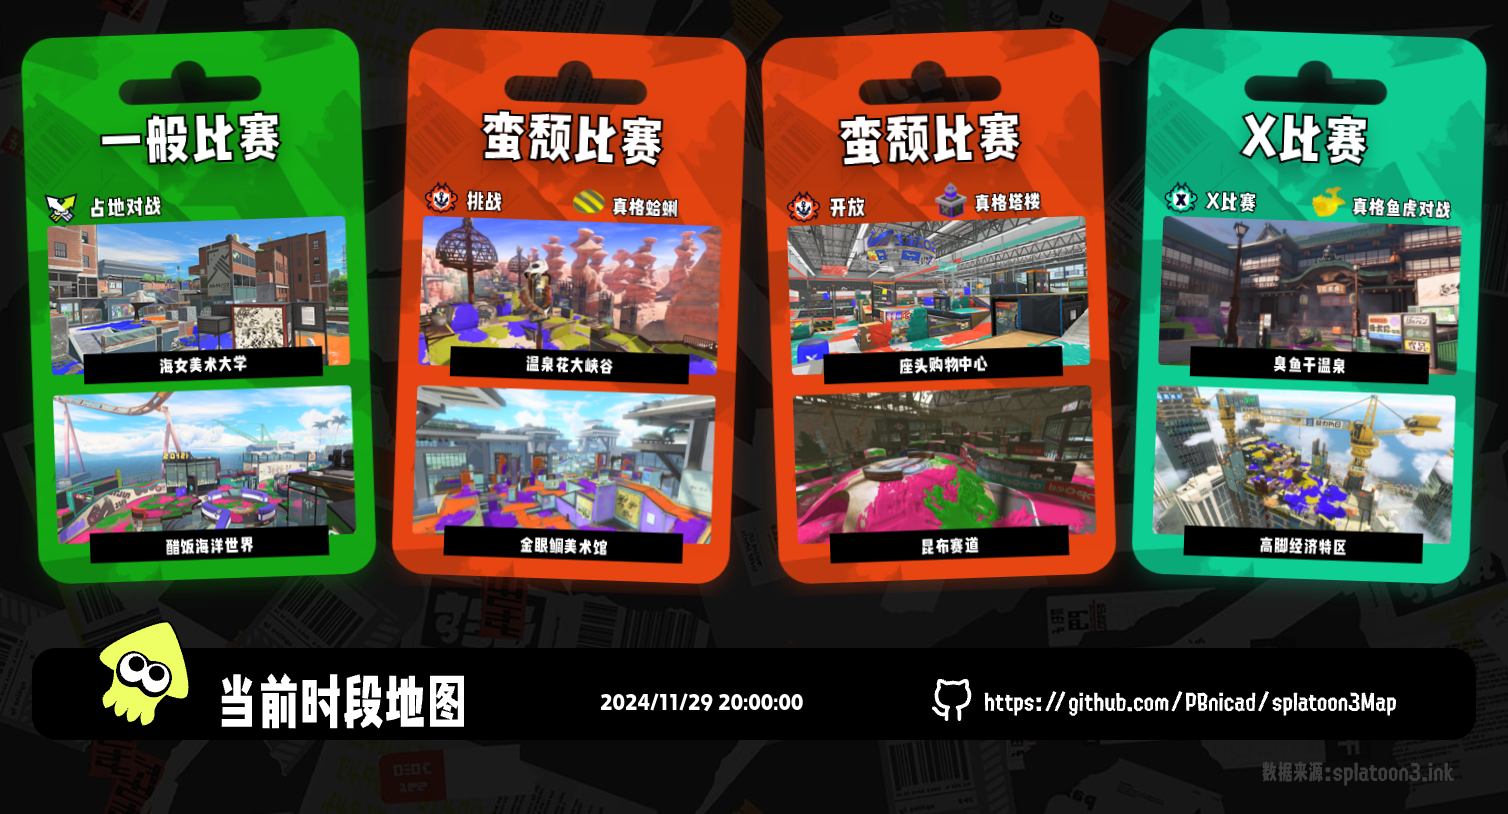 一般比赛
占地对战
海女美术大学
醋饭海洋世界
蛮颓比赛
挑战
真格蛤蜊
温泉花大峡谷
金眼鲷美术馆
蛮颓比赛
开放
真格塔楼
座头购物中心
昆布赛道
X比赛
X比赛
真格鱼虎对战
臭鱼干温泉
高脚经济特区
当前时段地图
2024/11/29 20:00:00
https://github.com/PBnicad/splatoon3Map
数据来源:splatoon3.ink